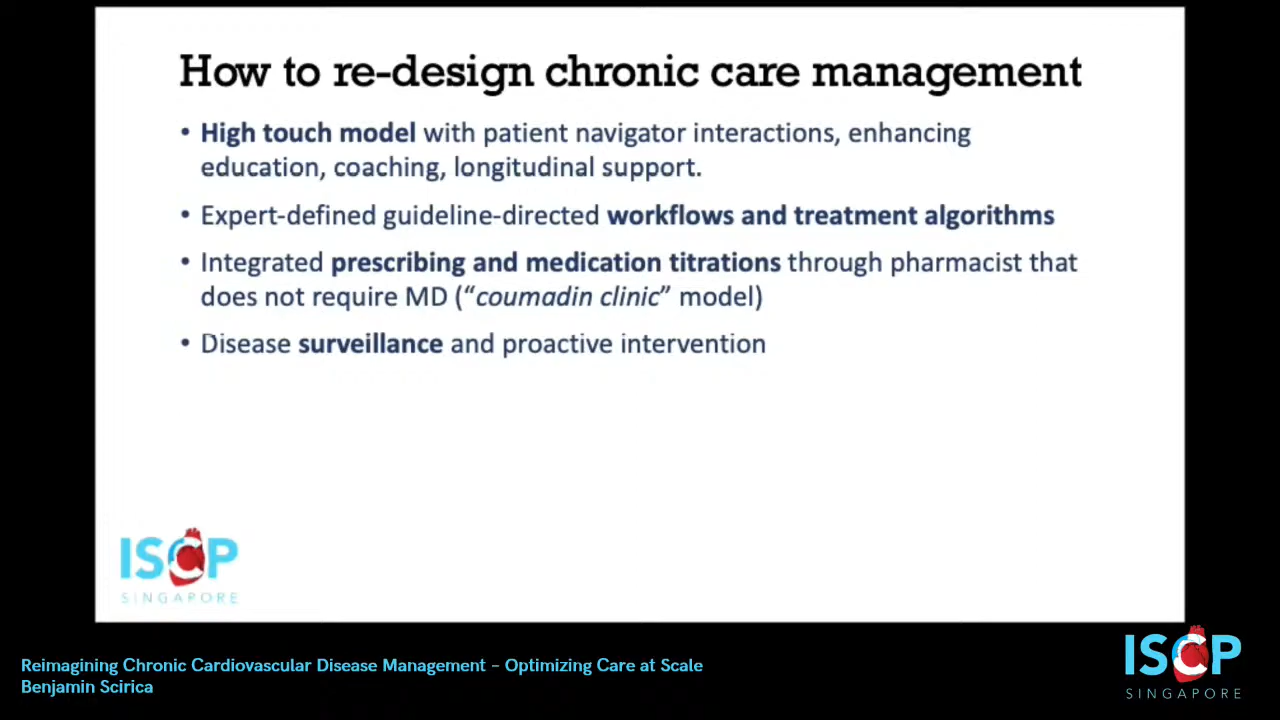 How to re-design chronic care management
• High touch model with patient navigator interactions, enhancing
education, coaching, longitudinal support.
• Expert-defined guideline-directed workflows and treatment algorithms
• Integrated prescribing and medication titrations through pharmacist that
does not require MD (“coumadin clinic” model)
• Disease surveillance and proactive intervention
ISCP
SINGAPORE
Reimagining Chronic Cardiovascular Disease Management – Optimizing Care at Scale
Benjamin Scirica
ISCP
SINGAPORE